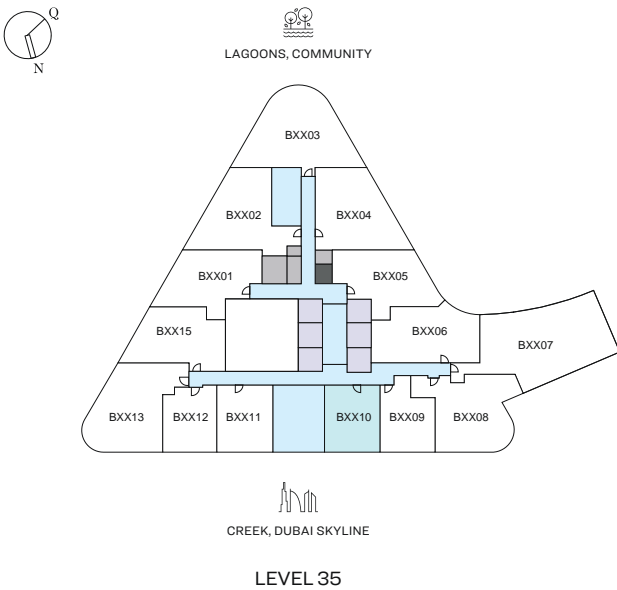 Q
N
LAGOONS, COMMUNITY
BXX03
BXX02
BXX04
BXX01
BXX05
BXX15
BXX06
BXX07
BXX13
BXX12
BXX11
BXX10
BXX09
BXX08
CREEK, DUBAI SKYLINE
LEVEL 35